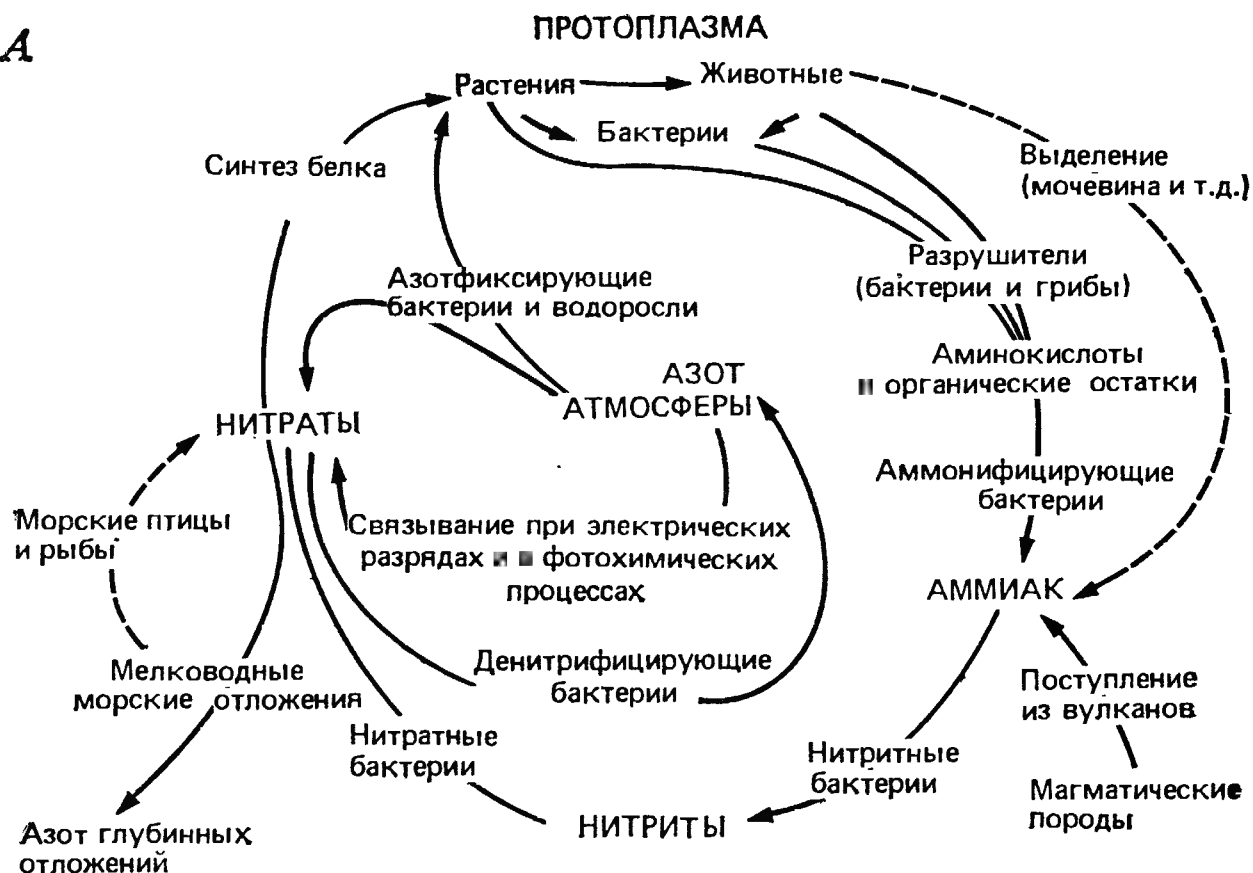 А
ПРОТОПЛАЗМА
Растения
Животные
Бактерии
Синтез белка
Выделение
(мочевина и т.д.)
Разрушители
(бактерии и грибы)
Азотфиксирующие
бактерии и водоросли
Аминокислоты
и органические остатки
АЗОТ
АТМОСФЕРЫ
НИТРАТЫ
Аммонифицирующие
бактерии
Морские птицы
и рыбы
Связывание при электрических
разрядах и в фотохимических
процессах
АММИАК
Мелководные
морские отложения
Денитрифицирующие
бактерии
Поступление
из вулканов
Нитратные
бактерии
Нитритные
бактерии
Магматические
породы
НИТРИТЫ
Азот глубинных
отложений